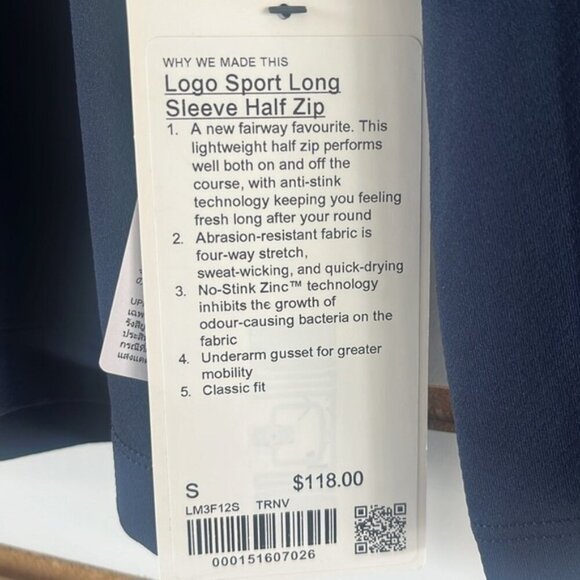 WHY WE MADE THIS
Logo Sport Long
Sleeve Half Zip
1. A new fairway favourite. This
lightweight half zip performs
well both on and off the
course, with anti-stink
technology keeping you feeling
fresh long after your round
2. Abrasion-resistant fabric is
four-way stretch,
sweat-wicking, and quick-drying
3. No-Stink Zinc™ technology
inhibits the growth of
odour-causing bacteria on the
fabric
4. Underarm gusset for greater
mobility
5. Classic fit
S $118.00
LM3F12S TRNV
000151607026
UP